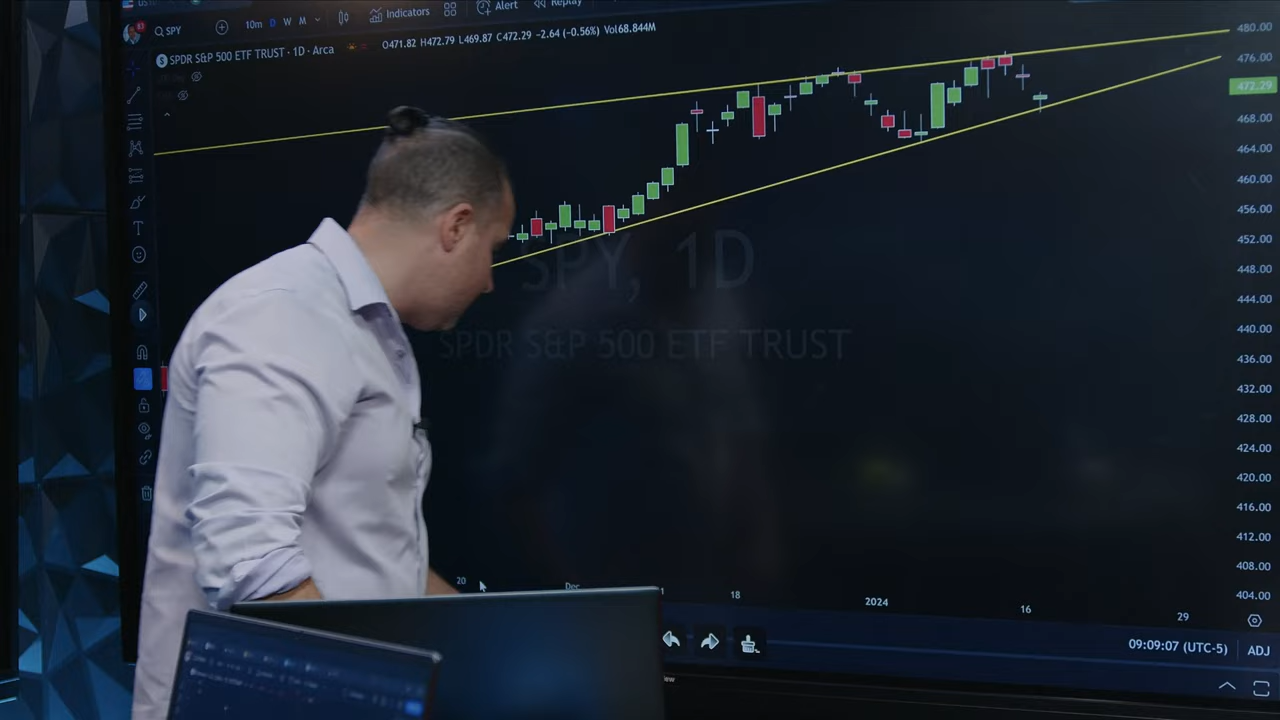 SPY
10m D W M
Indicators
Alert
Replay
SPDR S&P 500 ETF TRUST · 1D · Arca
O471.82 H472.79 L469.87 C472.29 −2.64 (−0.56%) Vol68.844M
480.00
476.00
472.29
468.00
464.00
460.00
456.00
452.00
448.00
444.00
440.00
436.00
432.00
428.00
424.00
420.00
416.00
412.00
408.00
404.00
SPY, 1D
SPDR S&P 500 ETF TRUST
20 Dec 18 2024 16 29
09:09:07 (UTC-5) ADJ